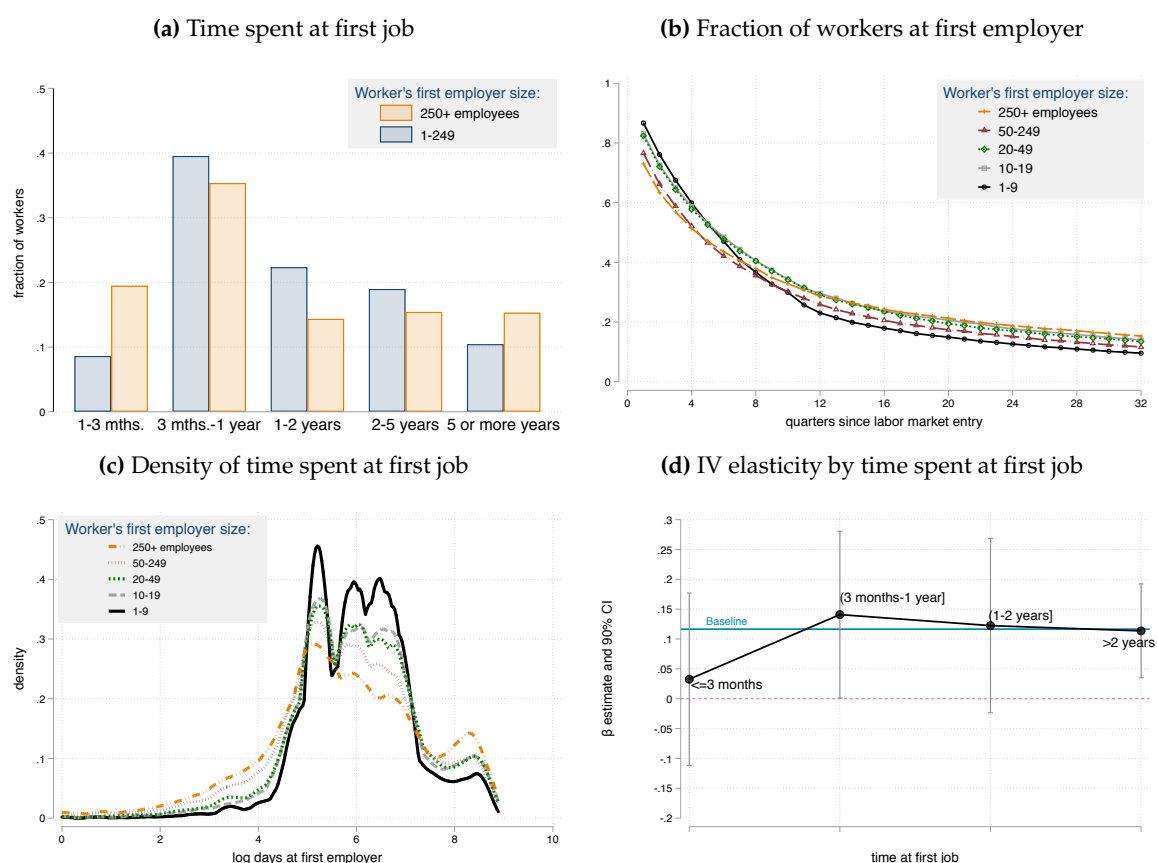 (a) Time spent at first job
.5
.4
.3
.2
.1
0
fraction of workers
Worker's first employer size:
250+ employees
1-249
1-3 mths.
3 mths.-1 year
1-2 years
2-5 years
5 or more years
(b) Fraction of workers at first employer
1
.8
.6
.4
.2
0
Worker's first employer size:
250+ employees
50-249
20-49
10-19
1-9
0
4
8
12
16
20
24
28
32
quarters since labor market entry
(c) Density of time spent at first job
.5
.4
.3
.2
.1
0
density
Worker's first employer size:
250+ employees
50-249
20-49
10-19
1-9
0
2
4
6
8
10
log days at first employer
(d) IV elasticity by time spent at first job
.3
.25
.2
.15
.1
.05
0
-.05
-.1
-.15
-.2
β estimate and 90% CI
Baseline
<=3 months
(3 months-1 year]
(1-2 years]
>2 years
time at first job